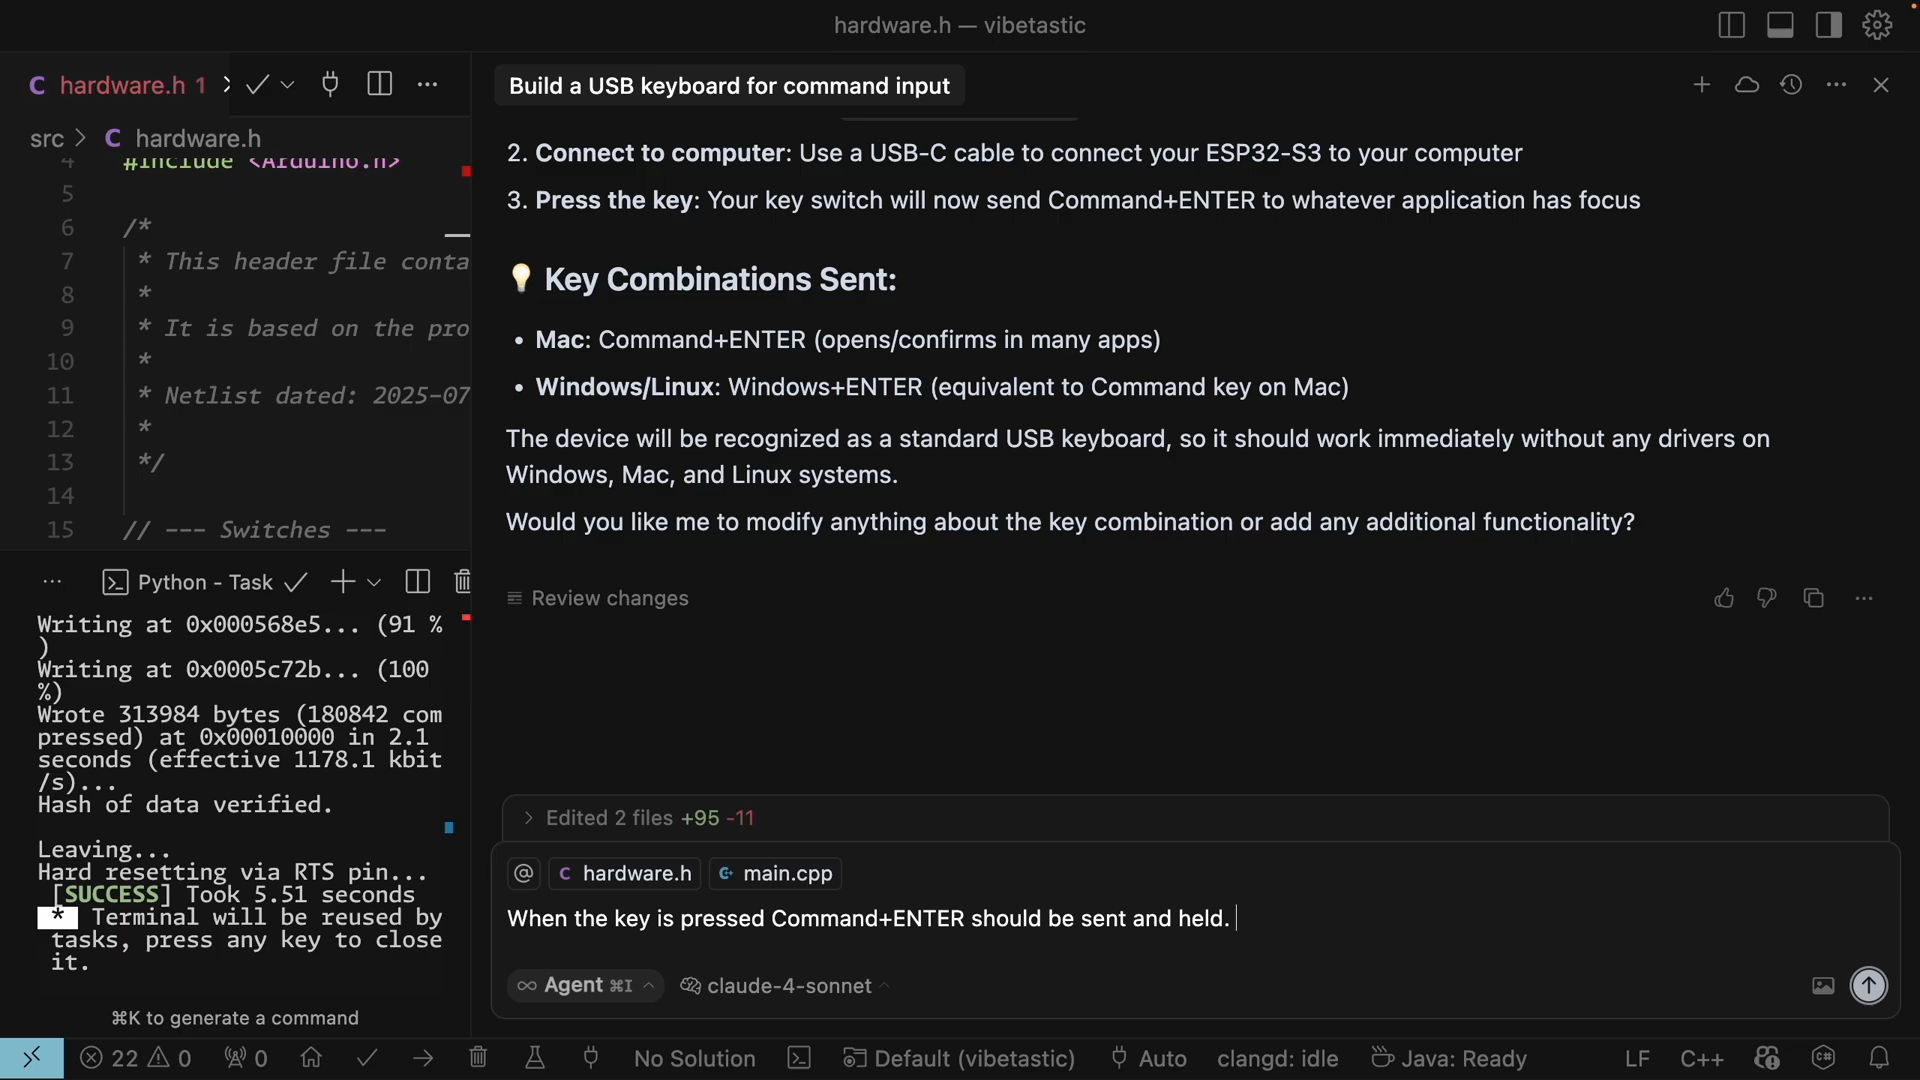 hardware.h — vibetastic
C hardware.h 1
Build a USB keyboard for command input
src > C hardware.h
4 #include <Arduino.h>
5
6 /*
7 * This header file conta
8 *
9 * It is based on the pro
10 *
11 * Netlist dated: 2025-07
12 *
13 */
14
15 // --- Switches ---
2. Connect to computer: Use a USB-C cable to connect your ESP32-S3 to your computer
3. Press the key: Your key switch will now send Command+ENTER to whatever application has focus
💡 Key Combinations Sent:
• Mac: Command+ENTER (opens/confirms in many apps)
• Windows/Linux: Windows+ENTER (equivalent to Command key on Mac)
The device will be recognized as a standard USB keyboard, so it should work immediately without any drivers on
Windows, Mac, and Linux systems.
Would you like me to modify anything about the key combination or add any additional functionality?
Review changes
Python - Task
Writing at 0x000568e5... (91 %
)
Writing at 0x0005c72b... (100
%)
Wrote 313984 bytes (180842 com
pressed) at 0x00010000 in 2.1
seconds (effective 1178.1 kbit
/s)...
Hash of data verified.
Leaving...
Hard resetting via RTS pin...
[SUCCESS] Took 5.51 seconds
* Terminal will be reused by
tasks, press any key to close
it.
⌘K to generate a command
> Edited 2 files +95 -11
@ C hardware.h main.cpp
When the key is pressed Command+ENTER should be sent and held.
∞ Agent ⌘I claude-4-sonnet
22 0 0 No Solution Default (vibetastic) Auto clangd: idle Java: Ready LF C++